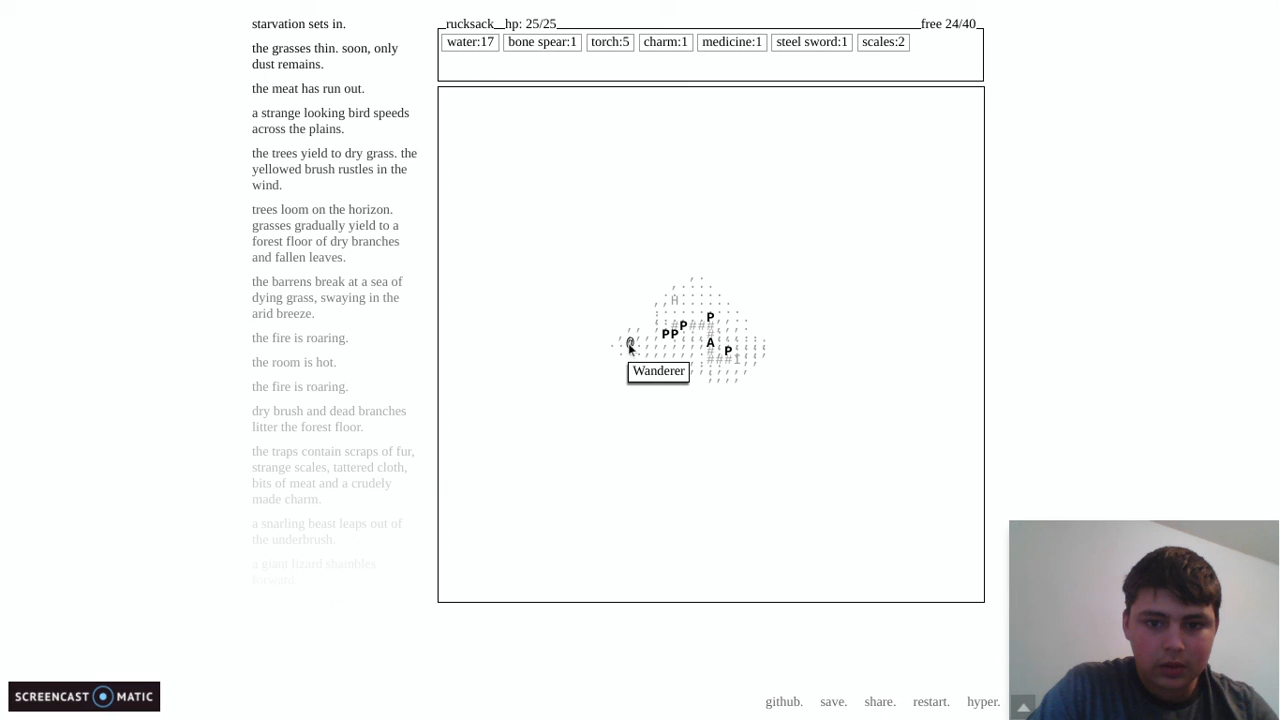 starvation sets in.
the grasses thin. soon, only
dust remains.
the meat has run out.
a strange looking bird speeds
across the plains.
the trees yield to dry grass. the
yellowed brush rustles in the
wind.
trees loom on the horizon.
grasses gradually yield to a
forest floor of dry branches
and fallen leaves.
the barrens break at a sea of
dying grass, swaying in the
arid breeze.
the fire is roaring.
the room is hot.
the fire is roaring.
dry brush and dead branches
litter the forest floor.
the traps contain scraps of fur,
strange scales, tattered cloth,
bits of meat and a crudely
made charm.
a snarling beast leaps out of
the underbrush.
a giant lizard shambles
forward.
rucksack hp: 25/25 free 24/40
water:17 bone spear:1 torch:5 charm:1 medicine:1 steel sword:1 scales:2
H
P
P
PP
A
P
@
Wanderer
SCREENCAST MATIC
github. save. share. restart. hyper.